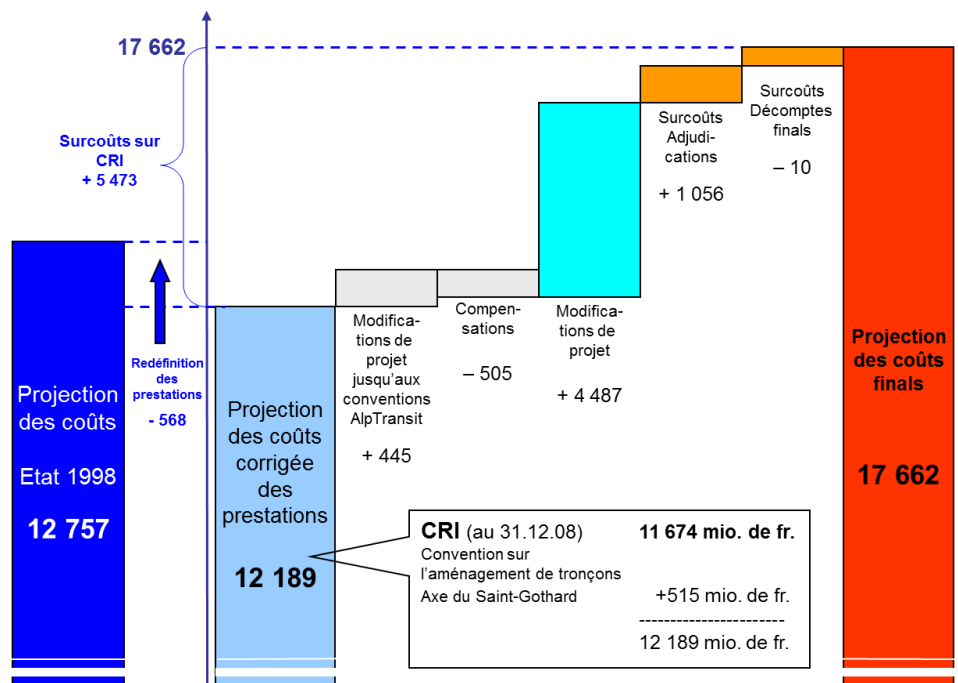 17 662
Surcoûts sur
CRI
+ 5 473
Projection
des coûts
Etat 1998
12 757
Redéfinition
des
prestations
- 568
Projection
des coûts
corrigée
des
prestations
12 189
Modifica-
tions de
projet
jusqu'aux
conventions
AlpTransit
+ 445
Compen-
sations
– 505
Modifica-
tions de
projet
+ 4 487
Surcoûts
Adjudi-
cations
+ 1 056
Surcoûts
Décomptes
finals
– 10
Projection
des coûts
finals
17 662
CRI (au 31.12.08) 11 674 mio. de fr.
Convention sur
l'aménagement de tronçons
Axe du Saint-Gothard +515 mio. de fr.
----------------------
12 189 mio. de fr.